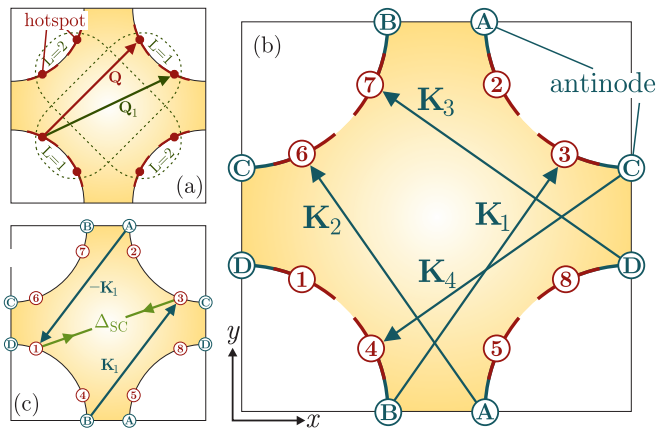 hotspot
L=2
L=1
Q
Q₁
L=1
L=2
(a)
(b)
B
A
antinode
7
2
K₃
C
6
3
C
K₂
K₁
K₄
D
1
8
D
4
5
B
A
y
x
B
A
7
2
−K₁
C
6
3
C
Δ_SC
D
1
8
D
K₁
4
5
(c)
B
A